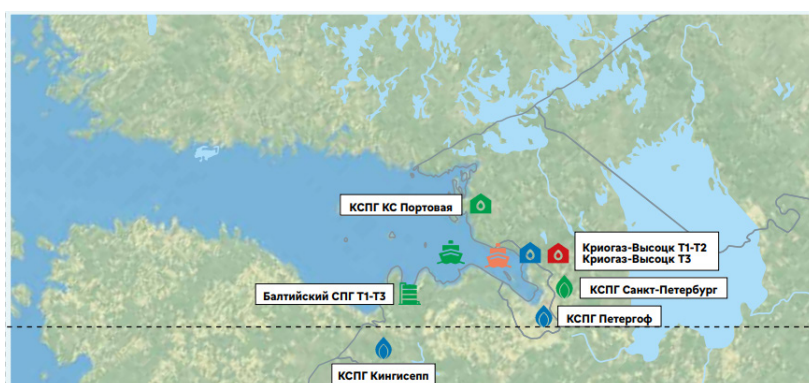 КСПГ КС Портовая
Криогаз-Высоцк Т1-Т2
Криогаз-Высоцк Т3
Балтийский СПГ Т1-Т3
КСПГ Санкт-Петербург
КСПГ Петергоф
КСПГ Кингисепп